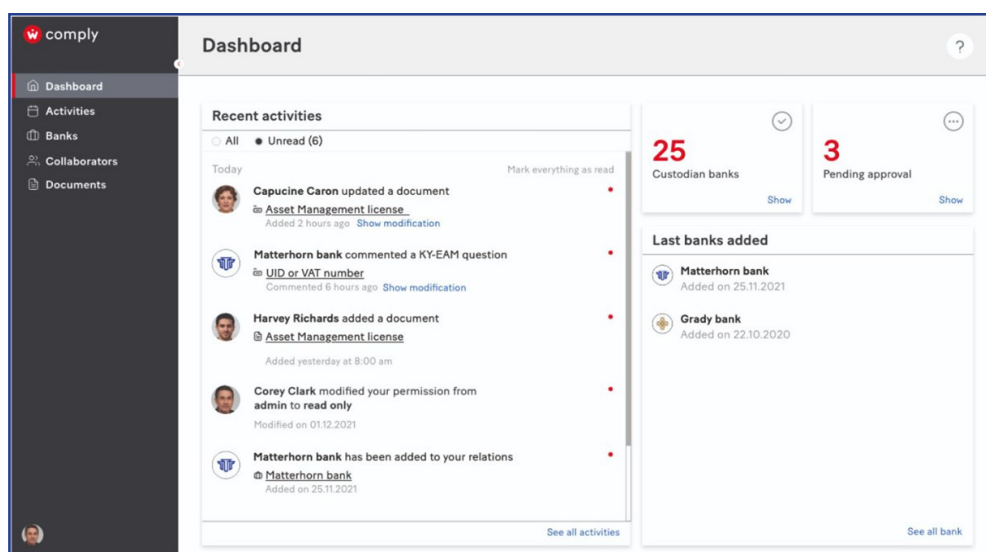 comply
Dashboard
?
Dashboard
Activities
Banks
Collaborators
Documents
Recent activities
All Unread (6)
Today Mark everything as read
Capucine Caron updated a document
Asset Management license
Added 2 hours ago Show modification
Matterhorn bank commented a KY-EAM question
UID or VAT number
Commented 6 hours ago Show modification
Harvey Richards added a document
Asset Management license
Added yesterday at 8:00 am
Corey Clark modified your permission from
admin to read only
Modified on 01.12.2021
Matterhorn bank has been added to your relations
Matterhorn bank
Added on 25.11.2021
See all activities
25
Custodian banks
Show
3
Pending approval
Show
Last banks added
Matterhorn bank
Added on 25.11.2021
Grady bank
Added on 22.10.2020
See all bank